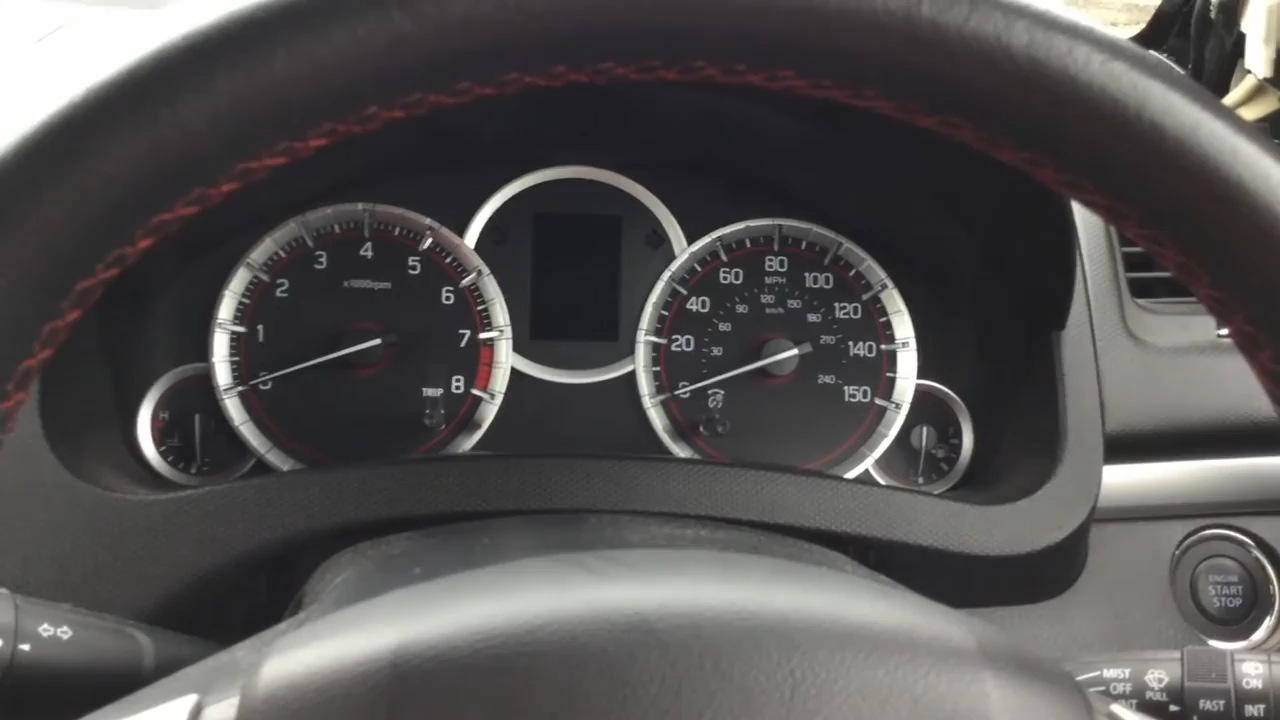 0
1
2
3
4
5
6
7
8
x1000rpm
TRIP
H
0
20
40
60
80
100
120
140
150
MPH
30
60
90
120
150
180
210
240
km/h
ENGINE
START
STOP
MIST
OFF
INT
PULL
FAST
ON
INT